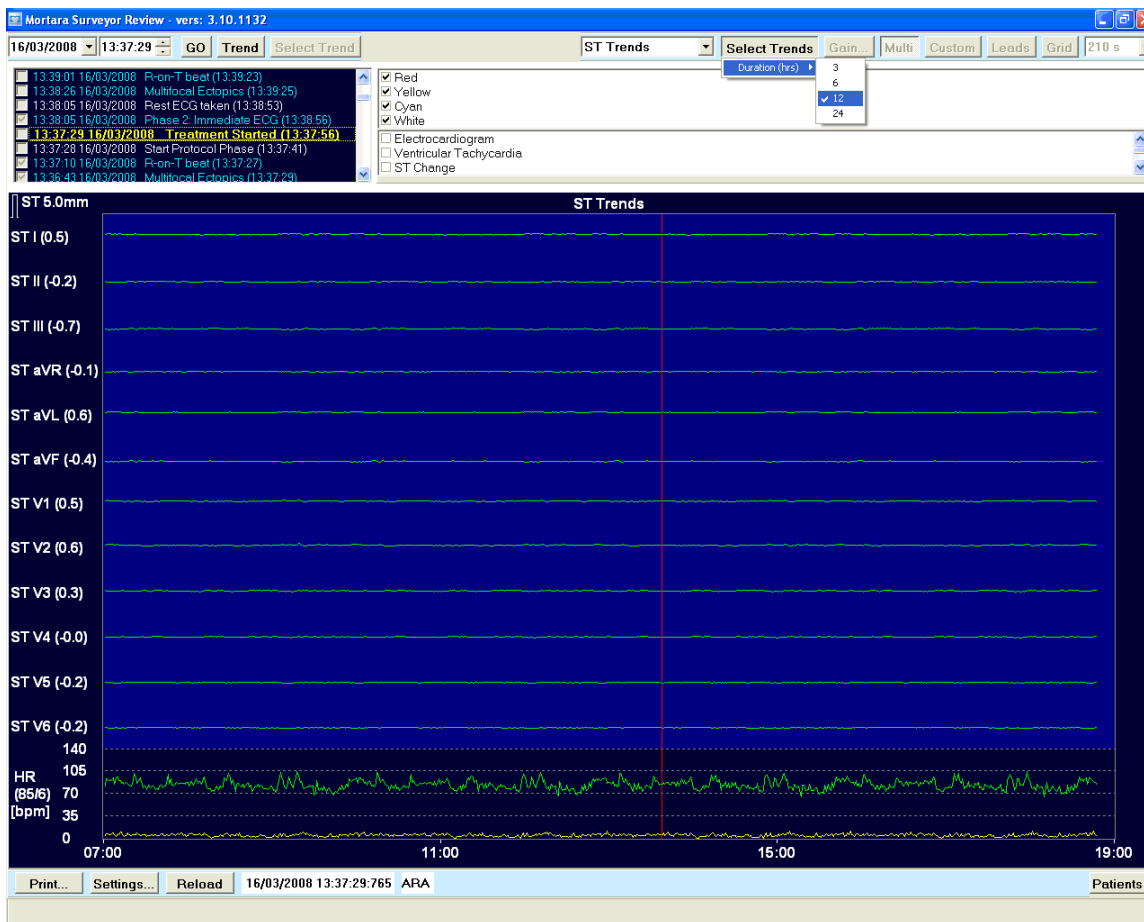 Mortara Surveyor Review - vers: 3.10.1132
16/03/2008 13:37:29 GO Trend Select Trend ST Trends Select Trends Gain... Multi Custom Leads Grid 210 s
Duration (hrs) 3
6
12
24
13:39:01 16/03/2008 R-on-T beat (13:39:23)
13:38:26 16/03/2008 Multifocal Ectopics (13:39:25)
13:38:05 16/03/2008 Rest ECG taken (13:38:53)
13:38:05 16/03/2008 Phase 2: Immediate ECG (13:38:56)
13:37:29 16/03/2008 Treatment Started (13:37:56)
13:37:28 16/03/2008 Start Protocol Phase (13:37:41)
13:37:10 16/03/2008 R-on-T beat (13:37:27)
13:36:43 16/03/2008 Multifocal Ectopics (13:37:29)
Red
Yellow
Cyan
White
Electrocardiogram
Ventricular Tachycardia
ST Change
ST 5.0mm ST Trends
ST I (0.5)
ST II (-0.2)
ST III (-0.7)
ST aVR (-0.1)
ST aVL (0.6)
ST aVF (-0.4)
ST V1 (0.5)
ST V2 (0.6)
ST V3 (0.3)
ST V4 (-0.0)
ST V5 (-0.2)
ST V6 (-0.2)
140
HR 105
(85/6) 70
[bpm] 35
0
07:00 11:00 15:00 19:00
Print... Settings... Reload 16/03/2008 13:37:29:765 ARA Patients